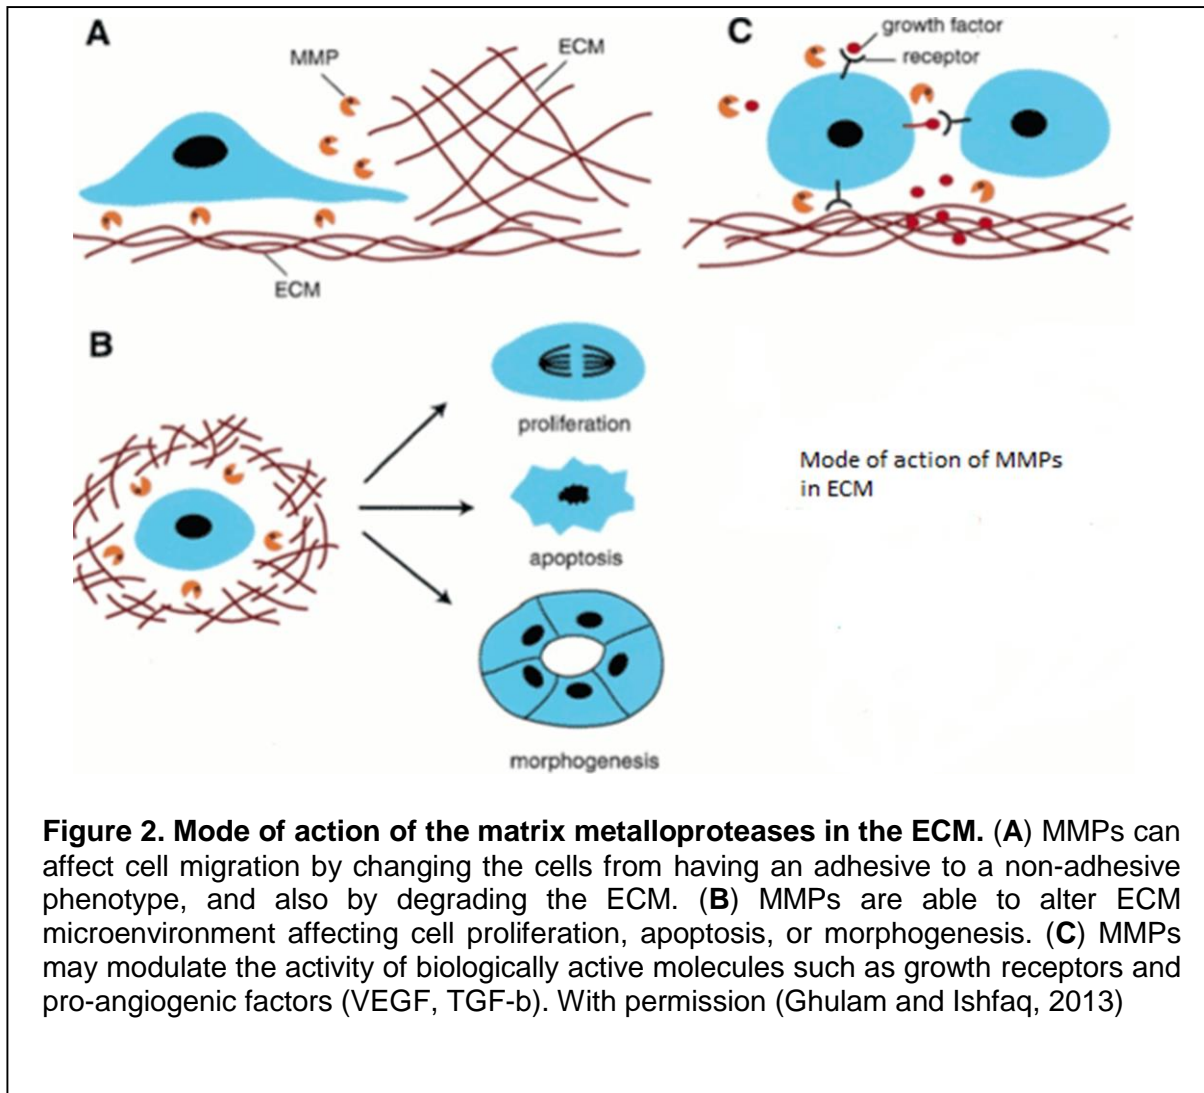 A
MMP
ECM
ECM
C
growth factor
receptor
B
proliferation
apoptosis
morphogenesis
Mode of action of MMPs
in ECM
Figure 2. Mode of action of the matrix metalloproteases in the ECM. (A) MMPs can
affect cell migration by changing the cells from having an adhesive to a non-adhesive
phenotype, and also by degrading the ECM. (B) MMPs are able to alter ECM
microenvironment affecting cell proliferation, apoptosis, or morphogenesis. (C) MMPs
may modulate the activity of biologically active molecules such as growth receptors and
pro-angiogenic factors (VEGF, TGF-b). With permission (Ghulam and Ishfaq, 2013)